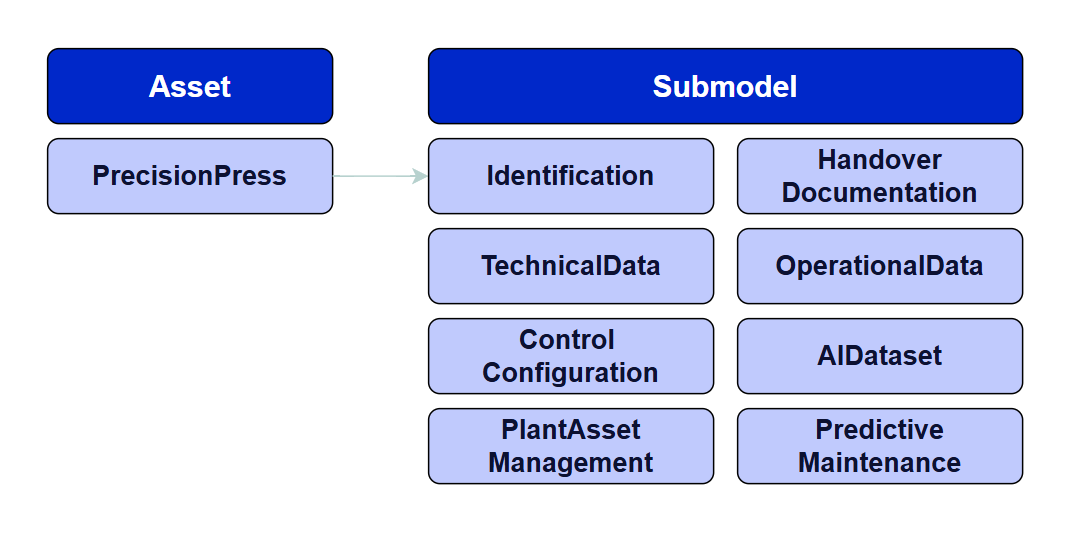 Asset
Submodel
PrecisionPress
Identification
Handover
Documentation
TechnicalData
OperationalData
Control
Configuration
AIDataset
PlantAsset
Management
Predictive
Maintenance